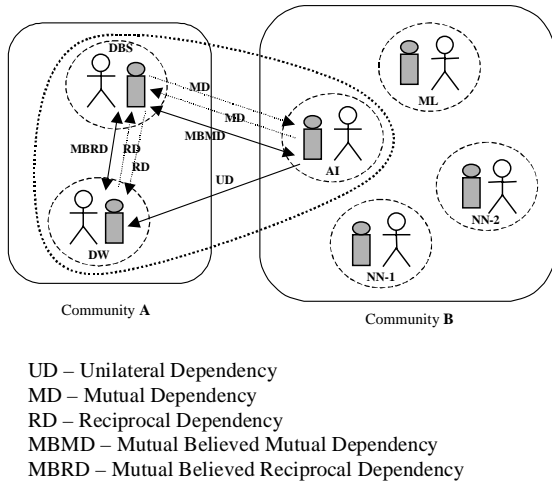 DBS
ML
MD
MD
MBRD
RD
RD
MBMD
AI
UD
NN-2
DW
NN-1
Community A
Community B
UD – Unilateral Dependency
MD – Mutual Dependency
RD – Reciprocal Dependency
MBMD – Mutual Believed Mutual Dependency
MBRD – Mutual Believed Reciprocal Dependency